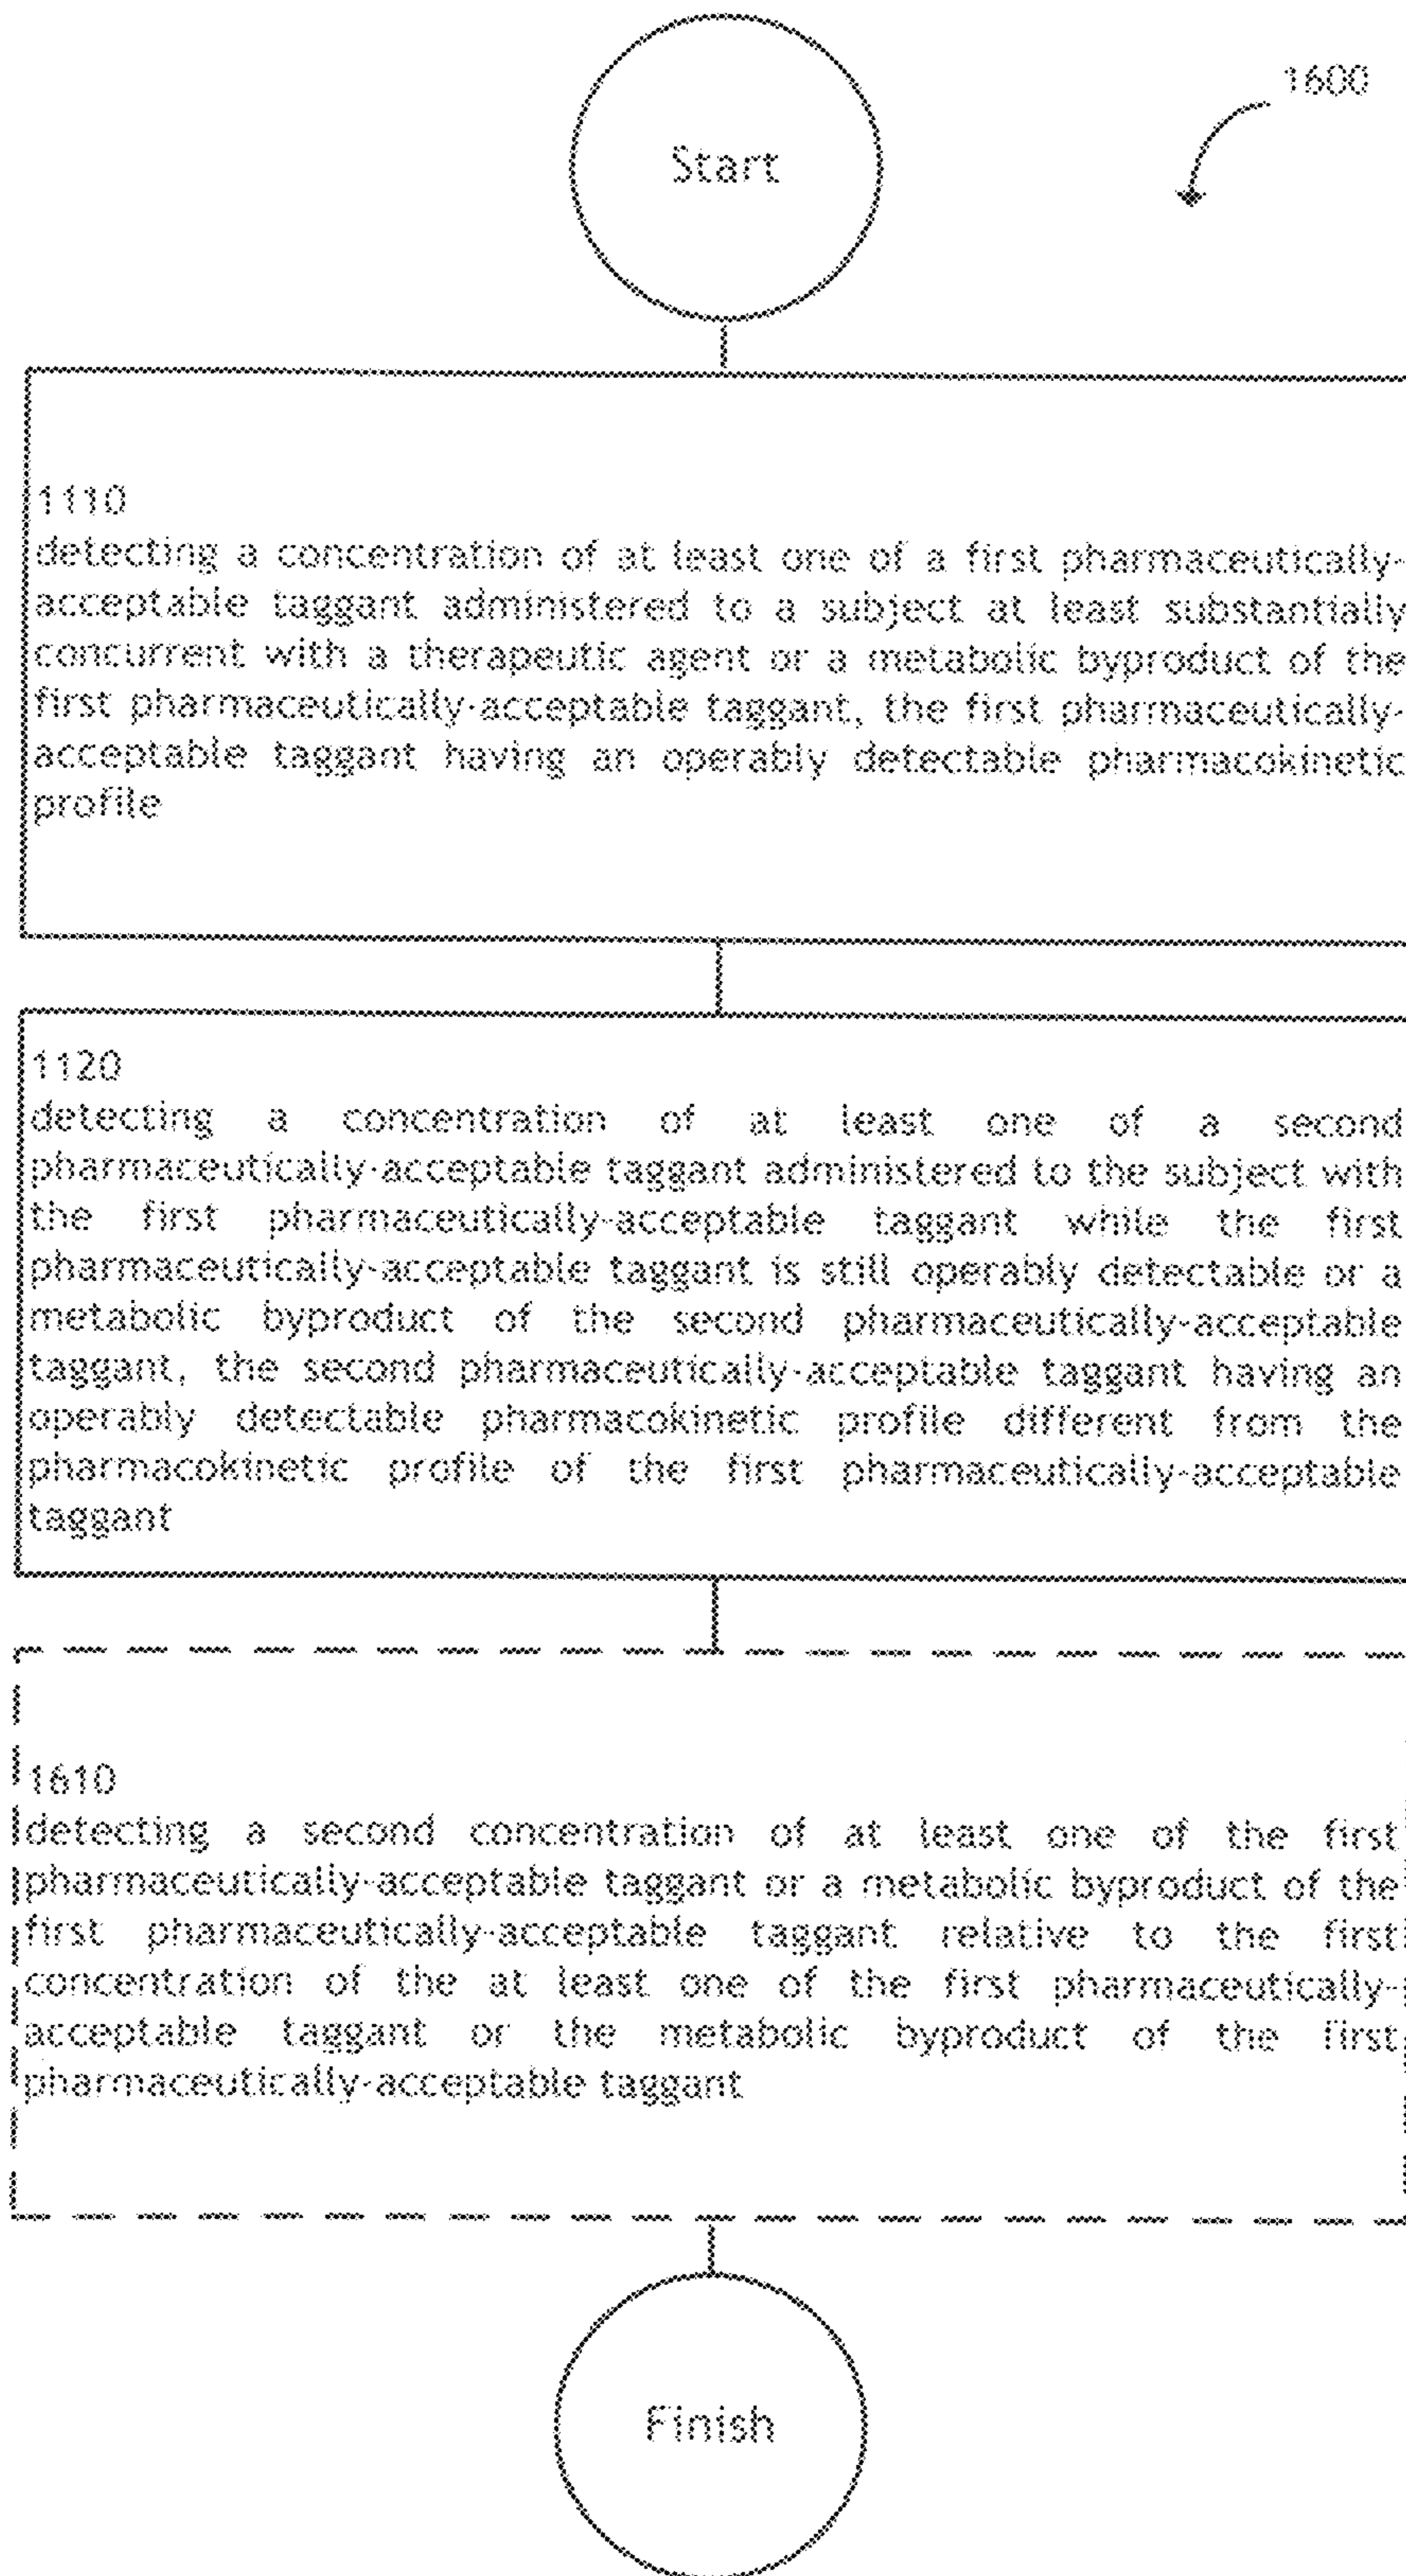 Start
1600
1110
detecting a concentration of at least one of a first pharmaceutically-
acceptable taggant administered to a subject at least substantially
concurrent with a therapeutic agent or a metabolic byproduct of the
first pharmaceutically-acceptable taggant, the first pharmaceutically-
acceptable taggant having an operably detectable pharmacokinetic
profile
1120
detecting a concentration of at least one of a second
pharmaceutically-acceptable taggant administered to the subject with
the first pharmaceutically-acceptable taggant while the first
pharmaceutically-acceptable taggant is still operably detectable or a
metabolic byproduct of the second pharmaceutically-acceptable
taggant, the second pharmaceutically-acceptable taggant having an
operably detectable pharmacokinetic profile different from the
pharmacokinetic profile of the first pharmaceutically-acceptable
taggant
1610
detecting a second concentration of at least one of the first
pharmaceutically-acceptable taggant or a metabolic byproduct of the
first pharmaceutically-acceptable taggant relative to the first
concentration of the at least one of the first pharmaceutically-
acceptable taggant or the metabolic byproduct of the first
pharmaceutically-acceptable taggant
Finish